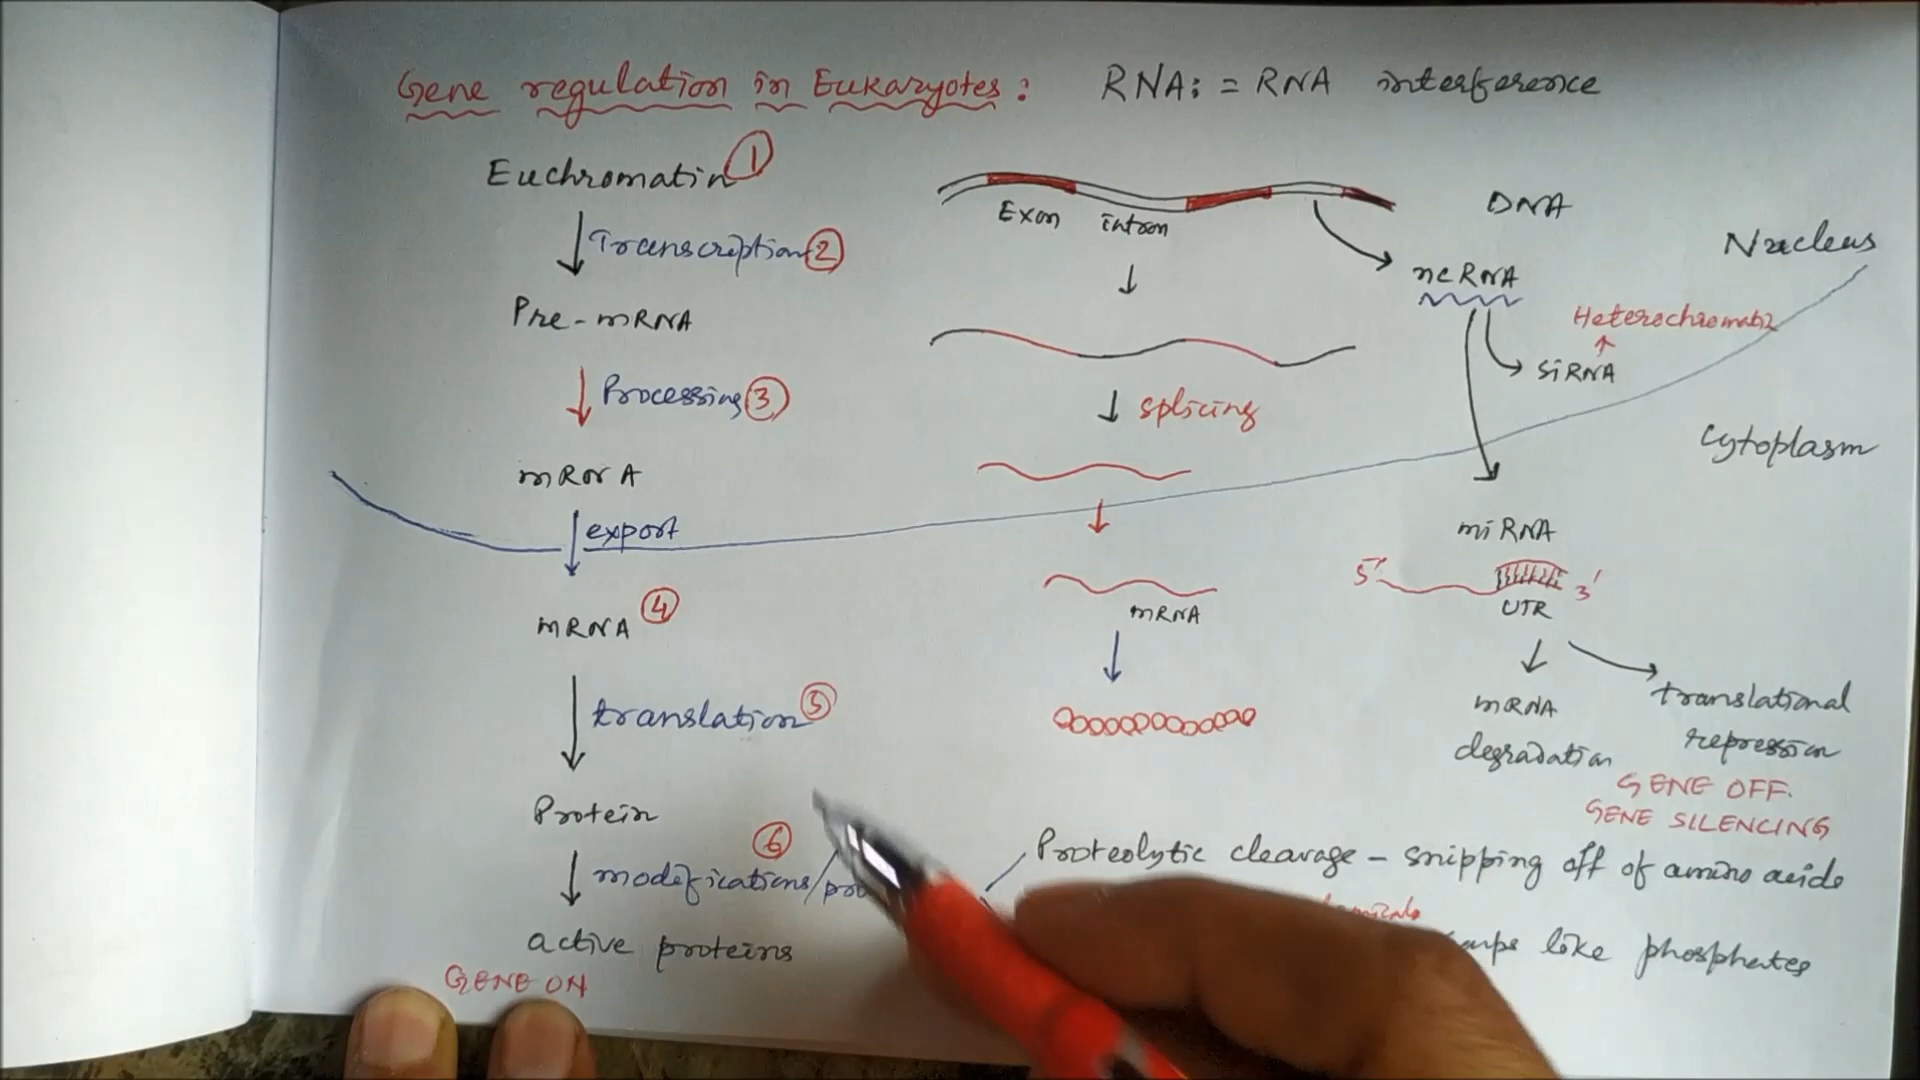 Gene regulation in Eukaryotes: RNAi = RNA interference
Euchromatin 1
Transcription 2
Pre-mRNA
Processing 3
mRNA
export
mRNA 4
translation 5
Protein
6
modifications/
active proteins
GENE ON
Exon intron
DNA
Nucleus
ncRNA
Heterochromatin
SiRNA
splicing
Cytoplasm
miRNA
5' 3'
UTR
mRNA
mRNA
degradation
translational
repression
GENE OFF.
GENE SILENCING
Proteolytic cleavage - snipping off of amino acids
like phosphates